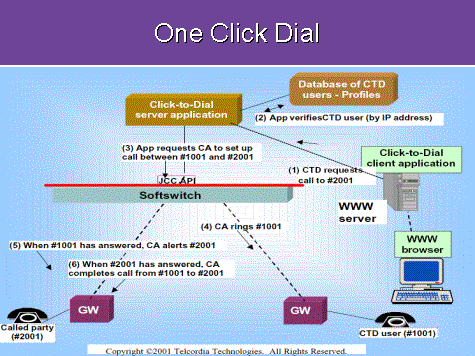 One Click Dial
Database of CTD
users - Profiles
Click-to-Dial
server application
(2) App verifiesCTD user (by IP address)
(3) App requests CA to set up
call between #1001 and #2001
Click-to-Dial
client application
(1) CTD requests
call to #2001
JCC API
Softswitch
WWW
server
(4) CA rings #1001
WWW
browser
(5) When #1001 has answered, CA alerts #2001
(6) When #2001 has answered, CA
completes call from #1001 to #2001
GW
GW
Called party
(#2001)
CTD user (#1001)
Copyright ©2001 Telcordia Technologies. All Rights Reserved.